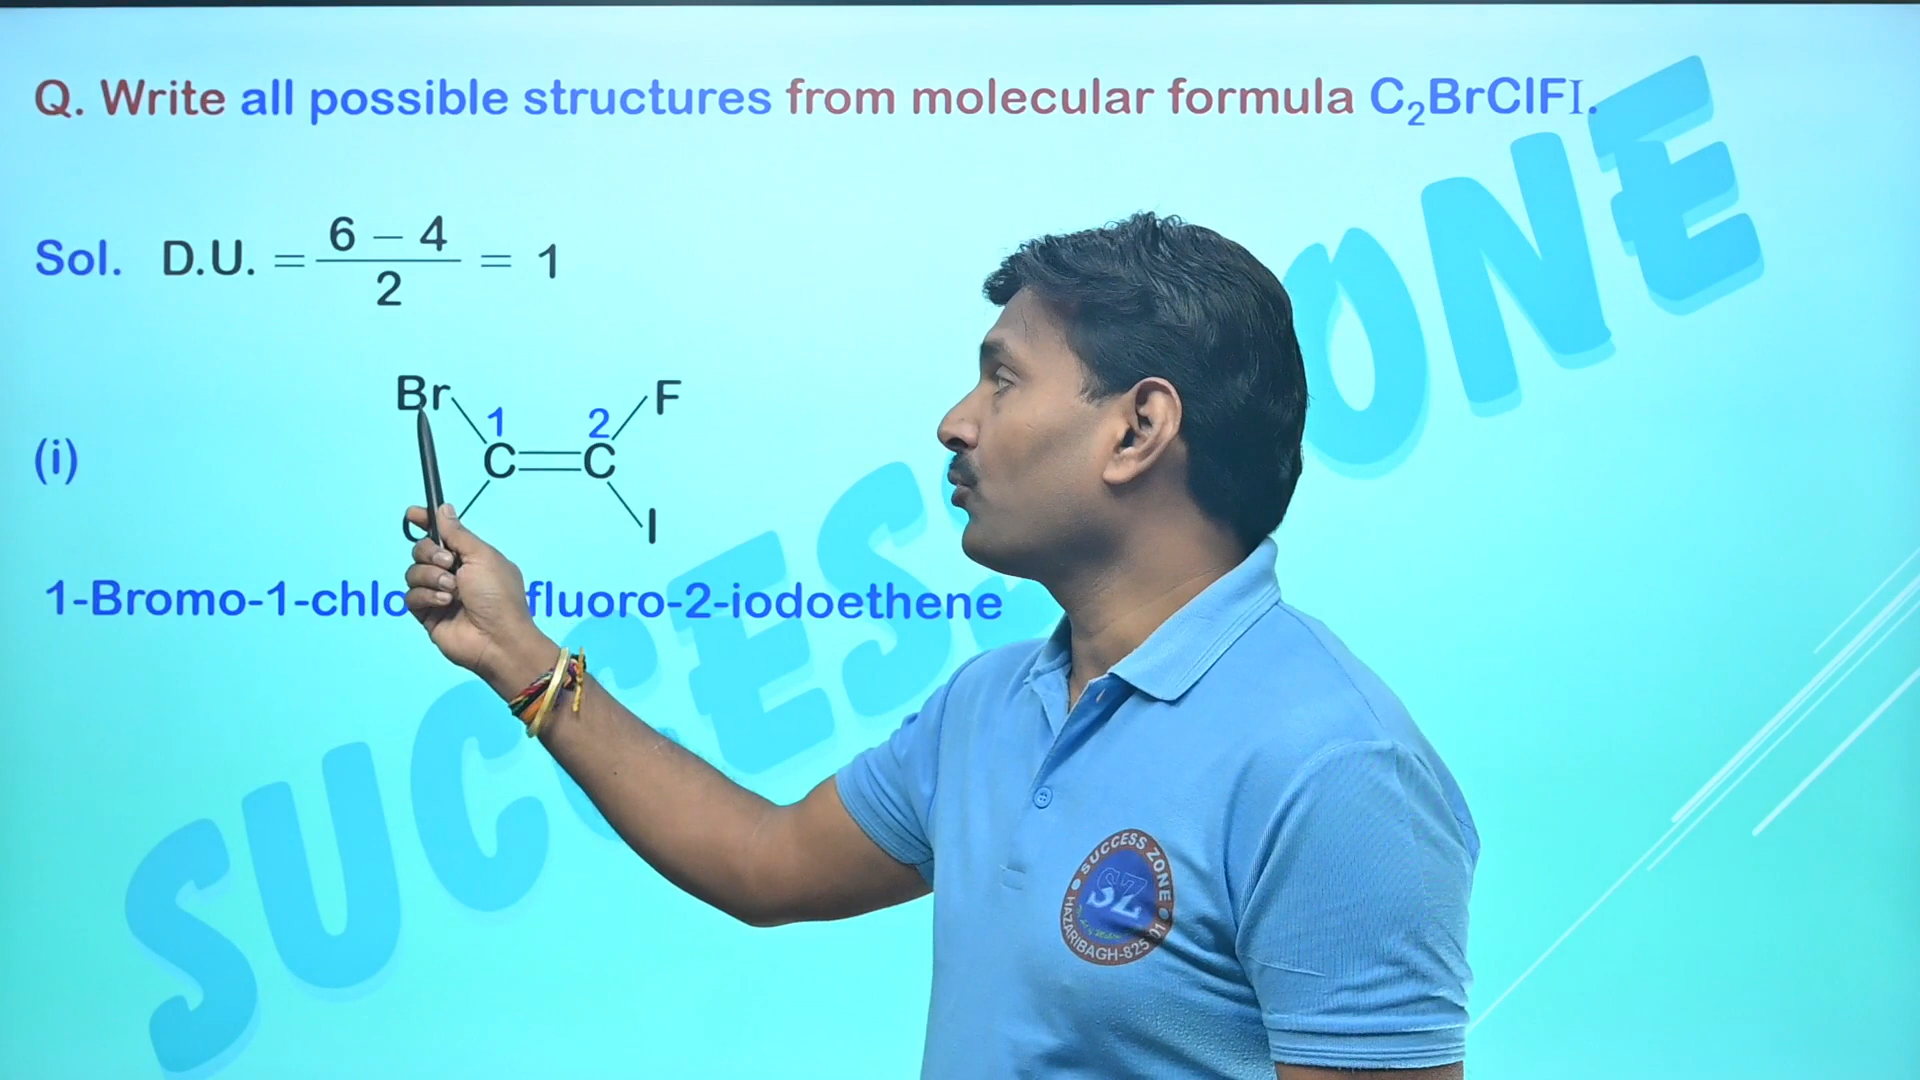 Q. Write all possible structures from molecular formula C₂BrClFI.
Sol. D.U. = 6 – 4 / 2 = 1
(i)
Br 1 2 F
C = C
I
1-Bromo-1-chlo fluoro-2-iodoethene
SUCCESS ZONE
SUCCESS ZONE
SZ
HAZARIBAGH-825